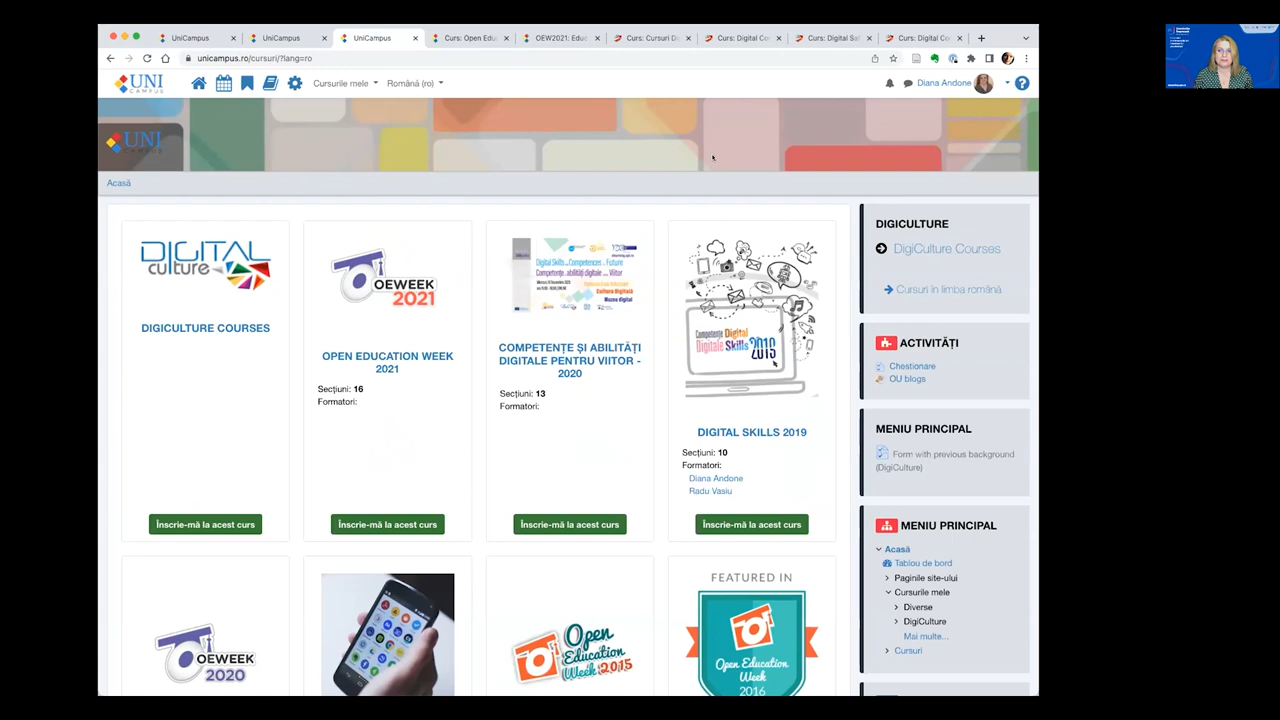 UniCampus
UniCampus
UniCampus
Curs: Open Edu
OEW2021: Educ
Curs: Cursuri D
Curs: Digital Co
Curs: Digital Sa
Curs: Digital Ce
unicampus.ro/cursuri/?lang=ro
UNI
CAMPUS
Cursurile mele
Română (ro)
Diana Andone
UNI
CAMPUS
Acasă
DIGITAL
culture
DIGICULTURE COURSES
Înscrie-mă la acest curs
OEWEEK
2021
OPEN EDUCATION WEEK
2021
Secțiuni: 16
Formatori:
Înscrie-mă la acest curs
COMPETENȚE ȘI ABILITĂȚI
DIGITALE PENTRU VIITOR -
2020
Secțiuni: 13
Formatori:
Înscrie-mă la acest curs
Competențe Digital
Digitale Skills 2019
DIGITAL SKILLS 2019
Secțiuni: 10
Formatori:
Diana Andone
Radu Vasiu
Înscrie-mă la acest curs
OEWEEK
2020
Open
Education
Week 2015
FEATURED IN
Open Education
Week
2016
DIGICULTURE
DigiCulture Courses
Cursuri în limba română
ACTIVITĂȚI
Chestionare
OU blogs
MENIU PRINCIPAL
Form with previous background
(DigiCulture)
MENIU PRINCIPAL
Acasă
Tablou de bord
Paginile site-ului
Cursurile mele
Diverse
DigiCulture
Mai multe...
Cursuri